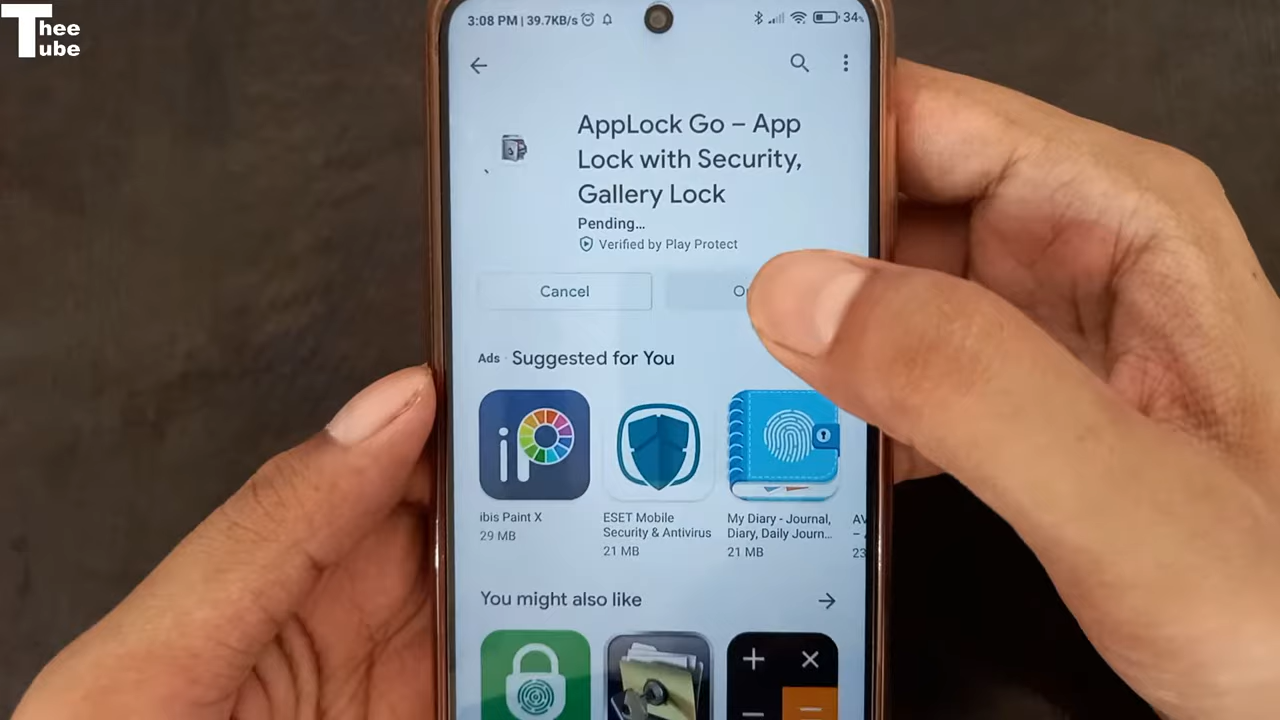 Thee
Tube
3:08 PM | 39.7KB/s
34%
AppLock Go – App
Lock with Security,
Gallery Lock
Pending...
Verified by Play Protect
Cancel
Ads · Suggested for You
ibis Paint X
29 MB
ESET Mobile
Security & Antivirus
21 MB
My Diary - Journal,
Diary, Daily Journ...
21 MB
You might also like